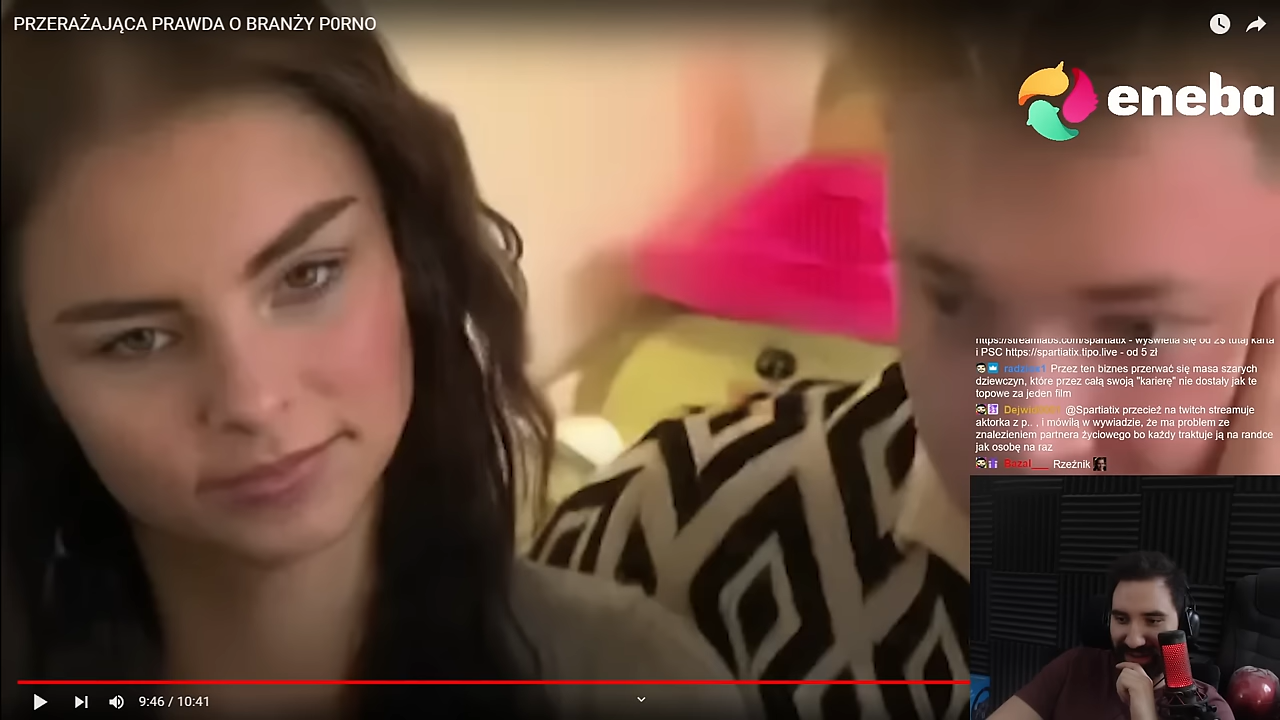 PRZERAŻAJĄCA PRAWDA O BRANŻY P0RNO
eneba
https://streamlabs.com/spartiatix - wyświetla się od 2$ tutaj karta
i PSC https://spartiatix.tipo.live - od 5 zł
Przez ten biznes przerwać się masa szarych
dziewczyn, które przez całą swoją "karierę" nie dostały jak te
topowe za jeden film
@Spartiatix przecież na twitch streamuje
aktorka z p.. , i mówiła w wywiadzie, że ma problem ze
znalezieniem partnera życiowego bo każdy traktuje ją na randce
jak osobę na raz
Bazal___ Rzeźnik
9:46 / 10:41